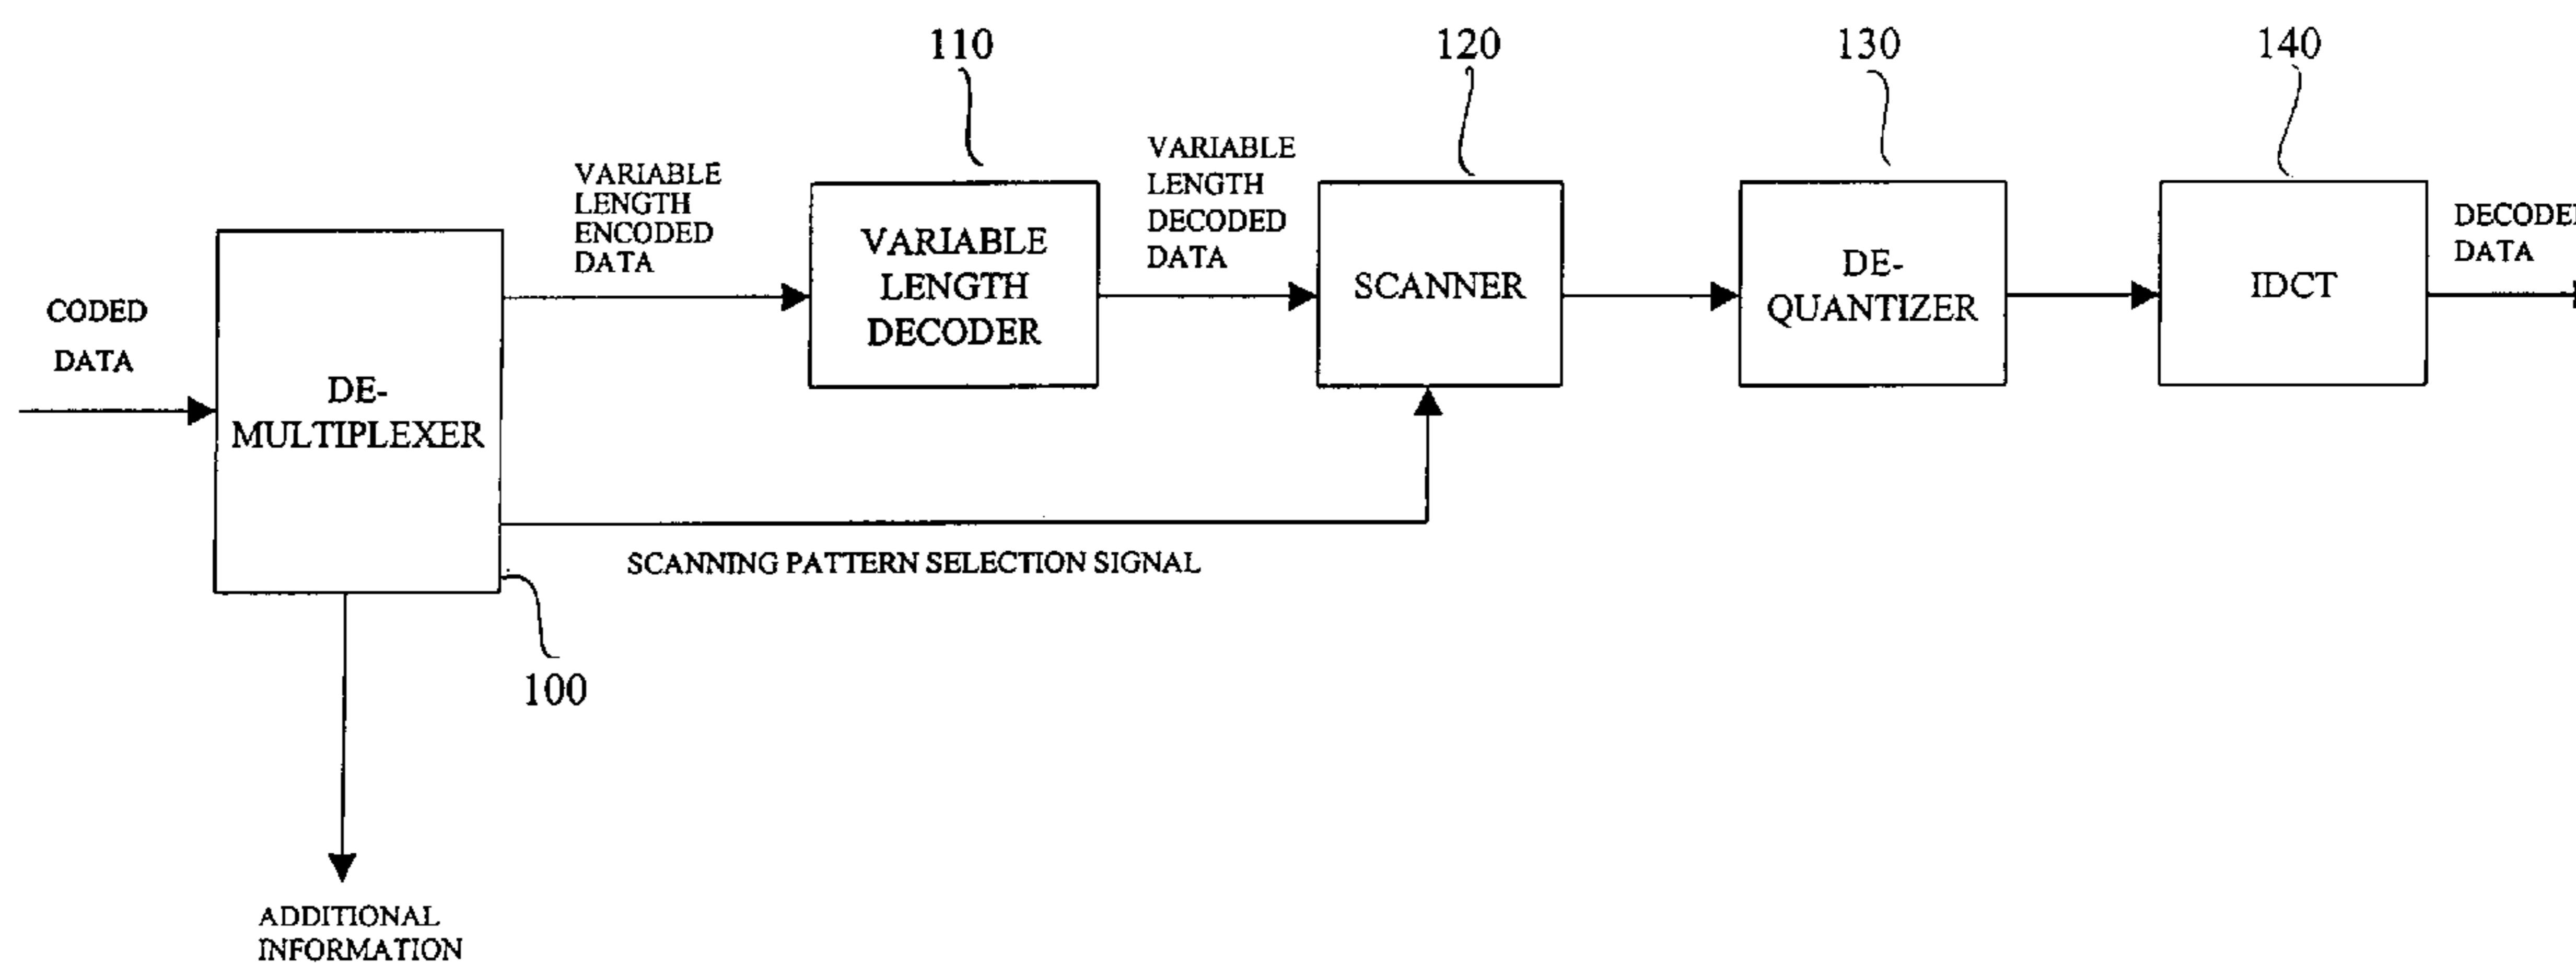 110
120
130
140
VARIABLE
LENGTH
ENCODED
DATA
VARIABLE
LENGTH
DECODED
DATA
CODED
DATA
DE-
MULTIPLEXER
VARIABLE
LENGTH
DECODER
SCANNER
DE-
QUANTIZER
IDCT
DECODE
DATA
SCANNING PATTERN SELECTION SIGNAL
100
ADDITIONAL
INFORMATION